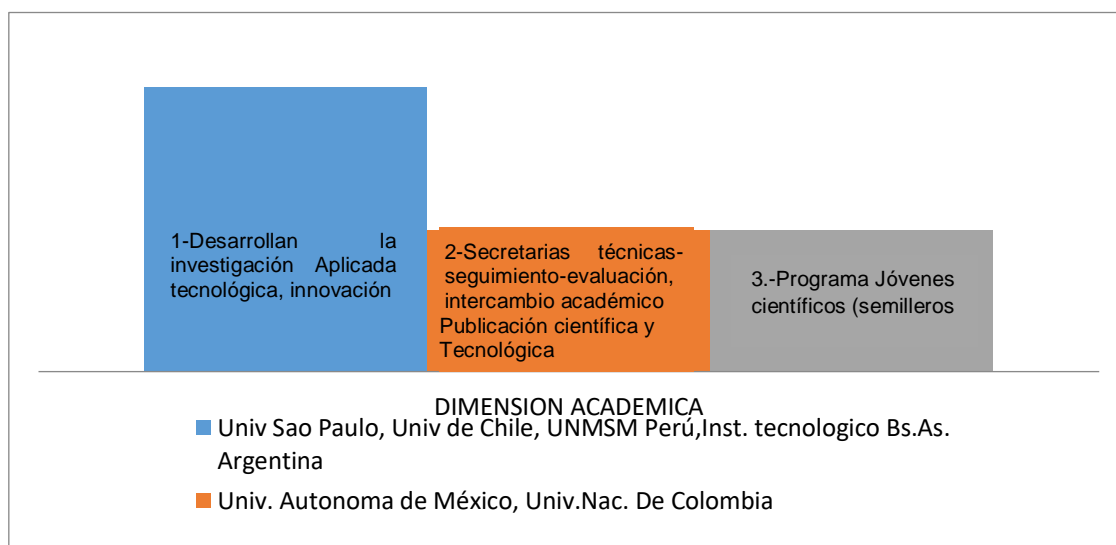 1-Desarrollan la
investigación Aplicada
tecnológica, innovación
2-Secretarias técnicas-
seguimiento-evaluación,
intercambio académico
Publicación científica y
Tecnológica
3.-Programa Jóvenes
científicos (semilleros
DIMENSION ACADEMICA
Univ Sao Paulo, Univ de Chile, UNMSM Perú,Inst. tecnologico Bs.As.
Argentina
Univ. Autonoma de México, Univ.Nac. De Colombia